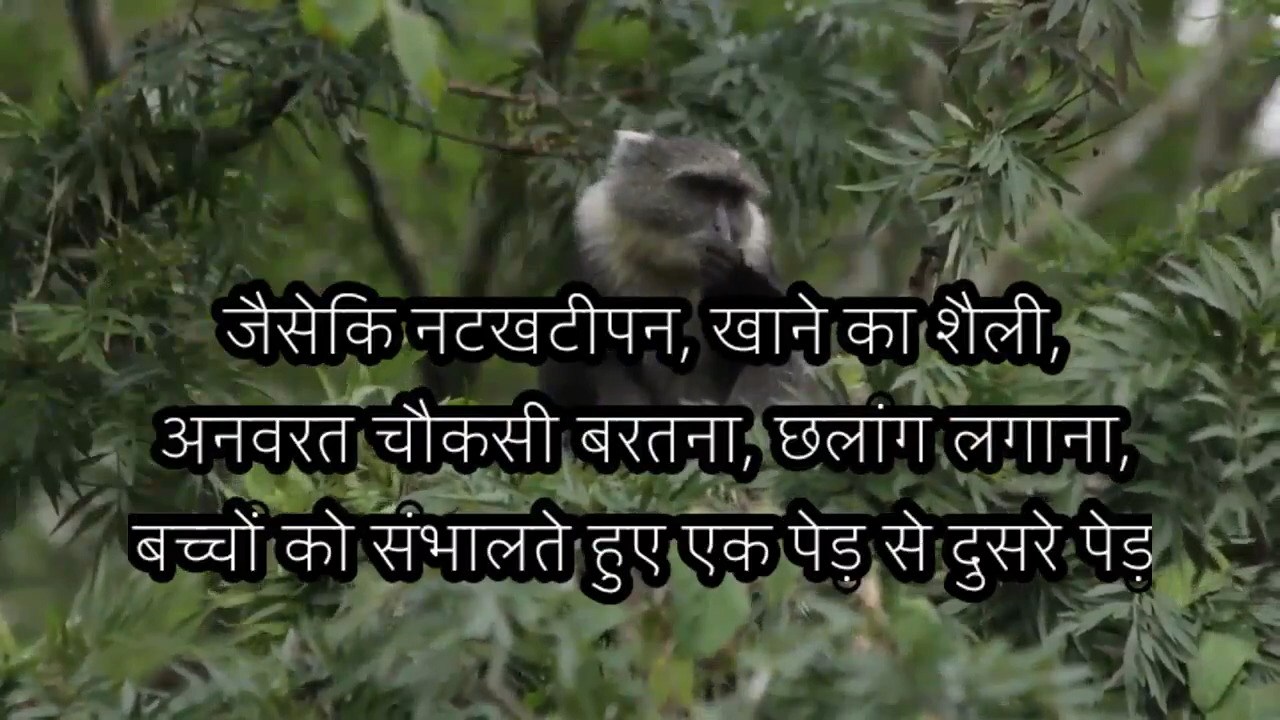 जैसेकि नटखटीपन, खाने का शैली,
अनवरत चौकसी बरतना, छलांग लगाना,
बच्चों को संभालते हुए एक पेड़ से दुसरे पेड़